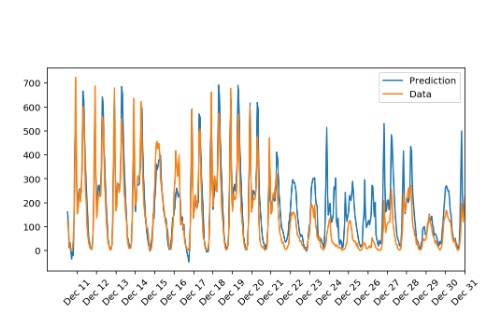 Prediction
Data
700
600
500
400
300
200
100
0
Dec 11
Dec 12
Dec 13
Dec 14
Dec 15
Dec 16
Dec 17
Dec 18
Dec 19
Dec 20
Dec 21
Dec 22
Dec 23
Dec 24
Dec 25
Dec 26
Dec 27
Dec 28
Dec 29
Dec 30
Dec 31